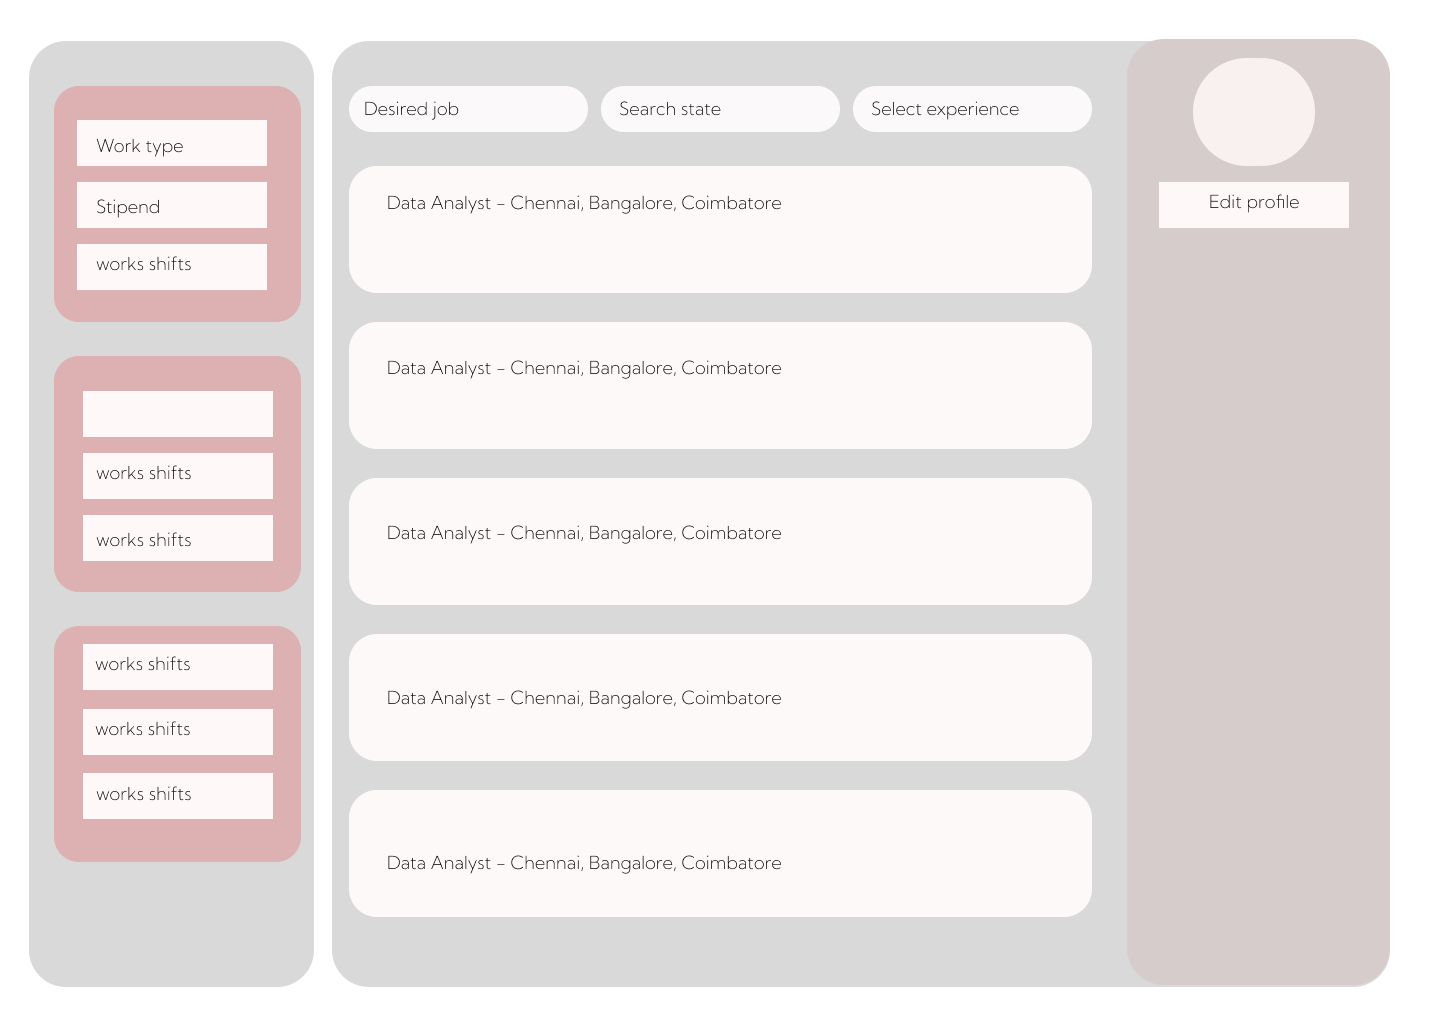 Work type
Stipend
works shifts
works shifts
works shifts
works shifts
works shifts
works shifts
Desired job
Search state
Select experience
Data Analyst - Chennai, Bangalore, Coimbatore
Data Analyst - Chennai, Bangalore, Coimbatore
Data Analyst - Chennai, Bangalore, Coimbatore
Data Analyst - Chennai, Bangalore, Coimbatore
Data Analyst - Chennai, Bangalore, Coimbatore
Edit profile